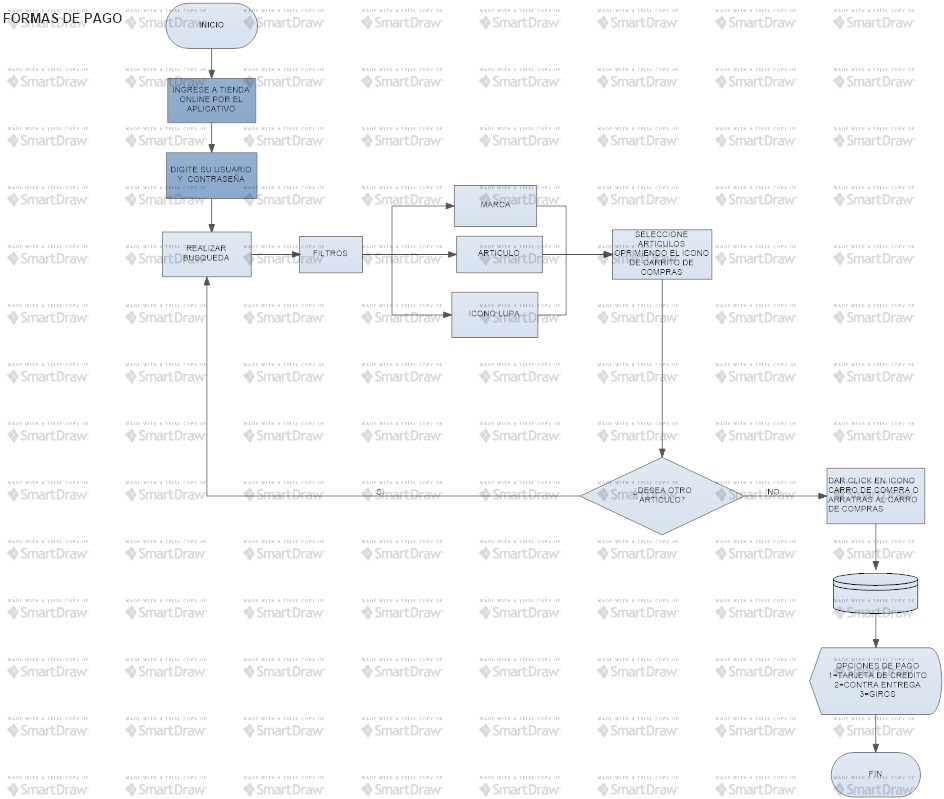 FORMAS DE PAGO
INICIO
INGRESE A TIENDA
ONLINE POR EL
APLICATIVO
DIGITE SU USUARIO
Y CONTRASEÑA
REALIZAR
BUSQUEDA
FILTROS
MARCA
ARTICULO
ICONO LUPA
SELECCIONE
ARTICULOS
OPRIMIENDO EL ICONO
DE CARRITO DE
COMPRAS
¿DESEA OTRO
ARTICULO?
SI
NO
DAR CLICK EN ICONO
CARRO DE COMPRA O
ARRATRAS AL CARRO
DE COMPRAS
OPCIONES DE PAGO
1=TARJETA DE CREDITO
2=CONTRA ENTREGA
3=GIROS
FIN
MADE WITH A TRIAL COPY OF
SmartDraw